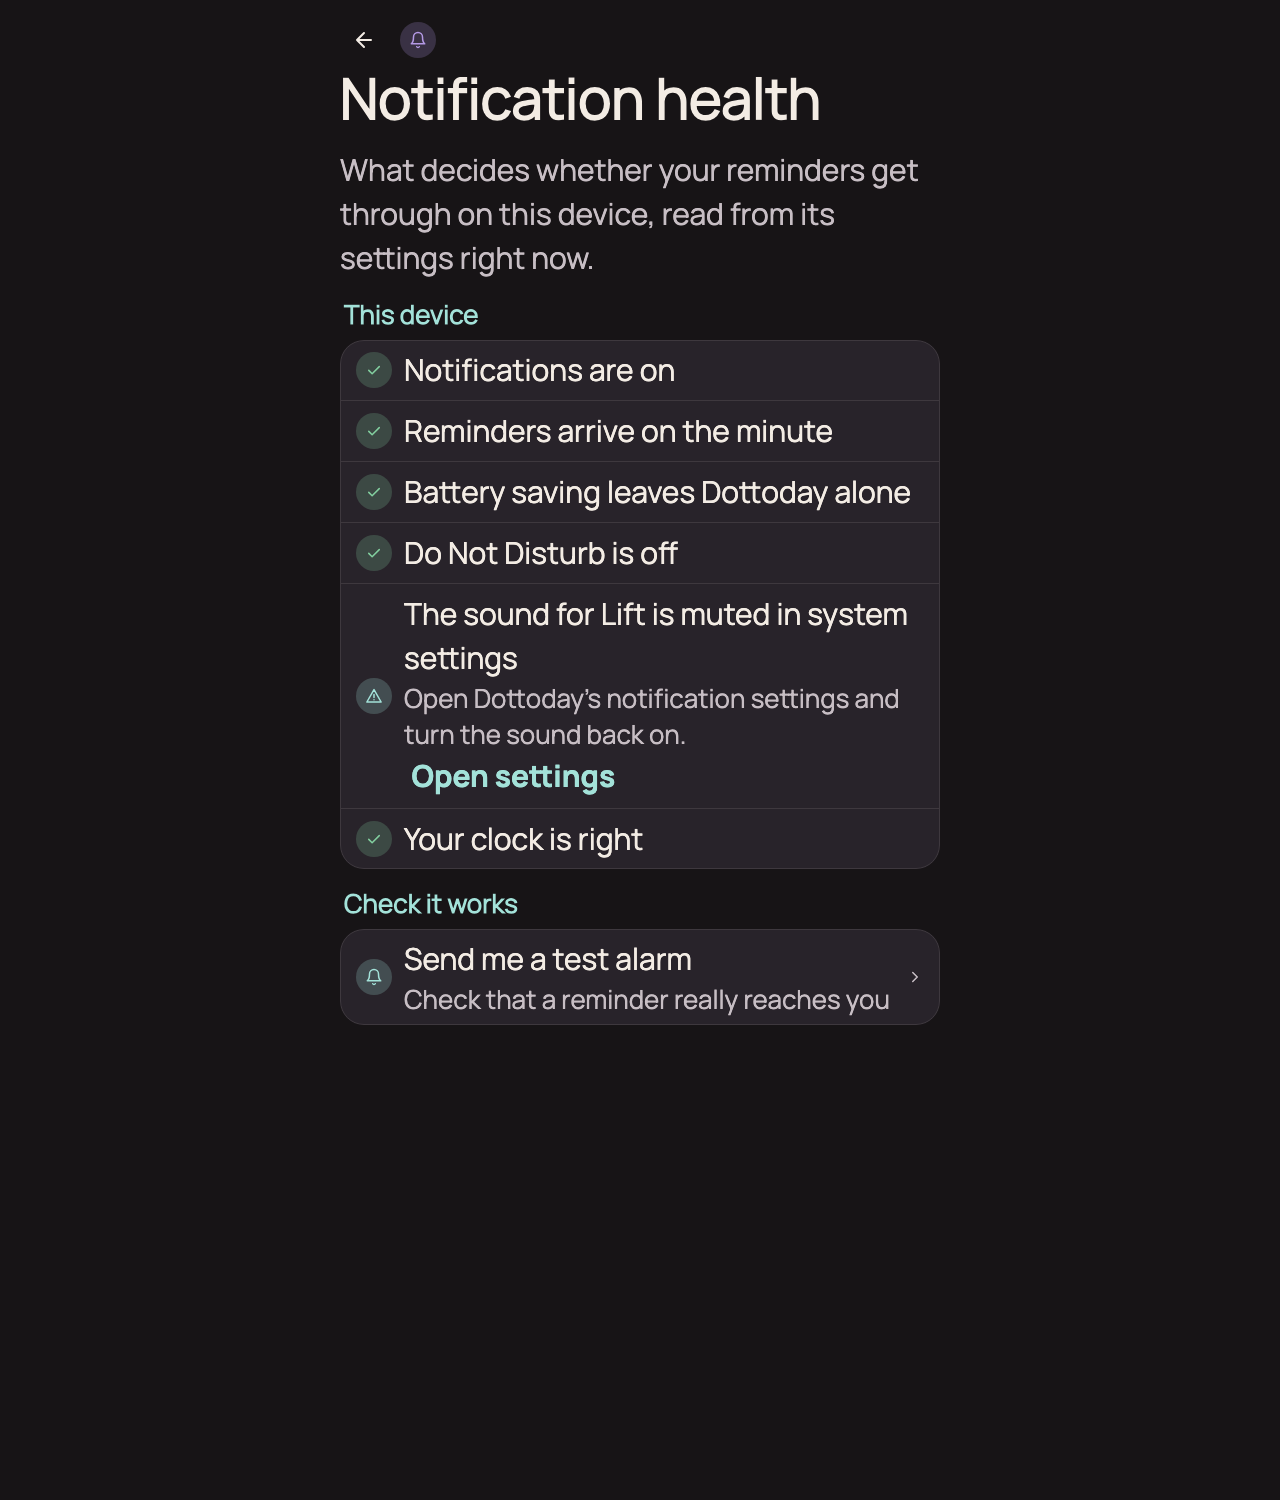 Notification health
What decides whether your reminders get
through on this device, read from its
settings right now.
This device
Notifications are on
Reminders arrive on the minute
Battery saving leaves Dottoday alone
Do Not Disturb is off
The sound for Lift is muted in system
settings
Open Dottoday’s notification settings and
turn the sound back on.
Open settings
Your clock is right
Check it works
Send me a test alarm
Check that a reminder really reaches you